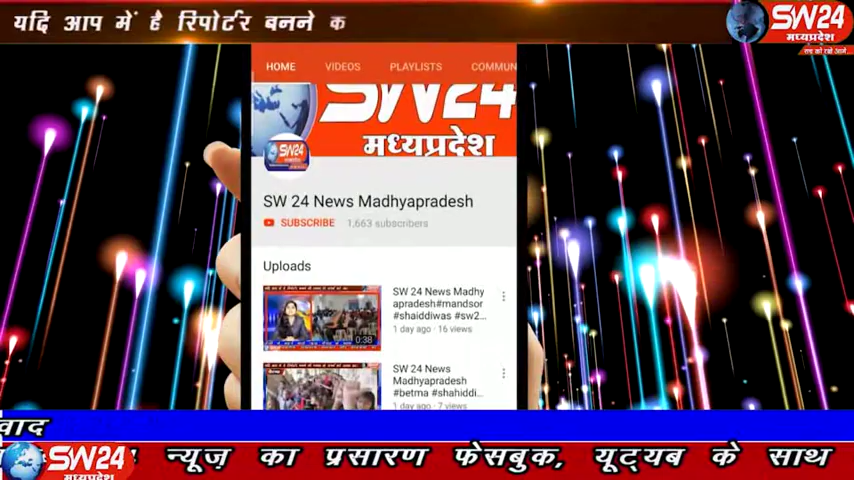 यदि आप में है रिपोर्टर बनने क
SW24
मध्यप्रदेश
HOME VIDEOS PLAYLISTS COMMUN
SW24
मध्यप्रदेश
SW24
SW 24 News Madhyapradesh
SUBSCRIBE 1,663 subscribers
Uploads
SW 24 News Madhy
apradesh#mandsor
#shaiddiwas #sw2...
1 day ago · 16 views
0:38
SW 24 News
Madhyapradesh
#betma #shahiddi...
1 day ago · 7 views
वाद
SW24
मध्यप्रदेश
न्यूज़ का प्रसारण फेसबुक, यूट्यब के साथ